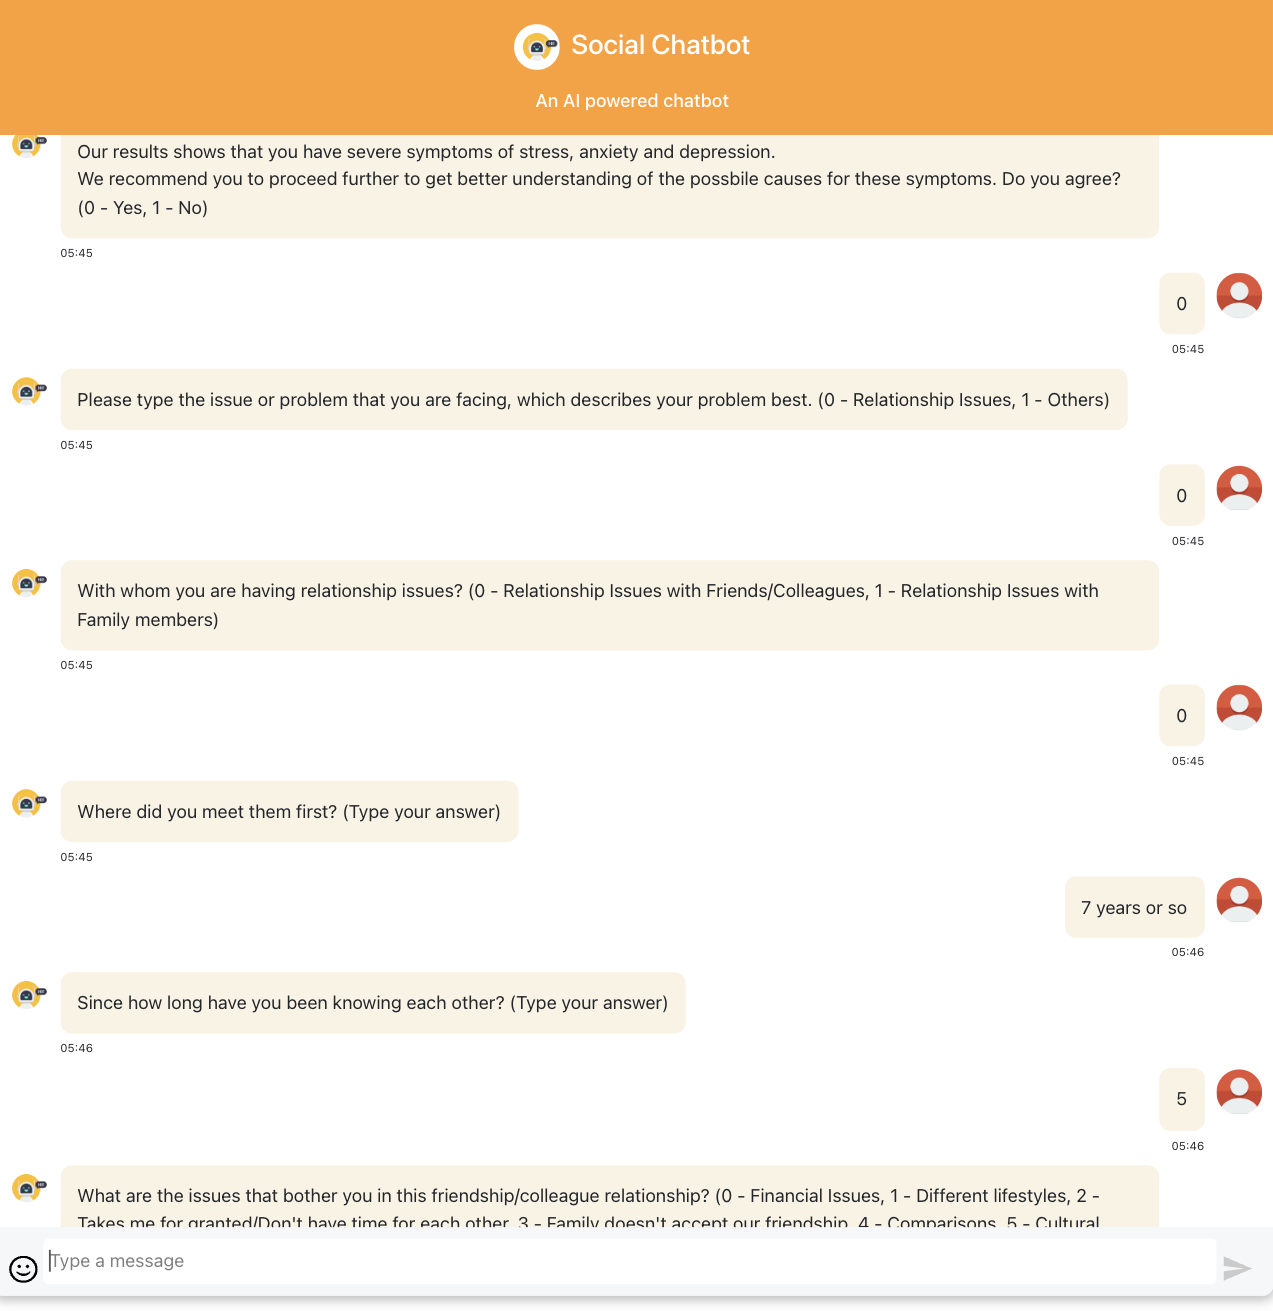 Social Chatbot
An AI powered chatbot
Our results shows that you have severe symptoms of stress, anxiety and depression.
We recommend you to proceed further to get better understanding of the possbile causes for these symptoms. Do you agree?
(0 - Yes, 1 - No)
05:45
0
05:45
Please type the issue or problem that you are facing, which describes your problem best. (0 - Relationship Issues, 1 - Others)
05:45
0
05:45
With whom you are having relationship issues? (0 - Relationship Issues with Friends/Colleagues, 1 - Relationship Issues with
Family members)
05:45
0
05:45
Where did you meet them first? (Type your answer)
05:45
7 years or so
05:46
Since how long have you been knowing each other? (Type your answer)
05:46
5
05:46
What are the issues that bother you in this friendship/colleague relationship? (0 - Financial Issues, 1 - Different lifestyles, 2 -
Takes me for granted/Don't have time for each other, 3 - Family doesn't accept our friendship, 4 - Comparisons, 5 - Cultural
Type a message